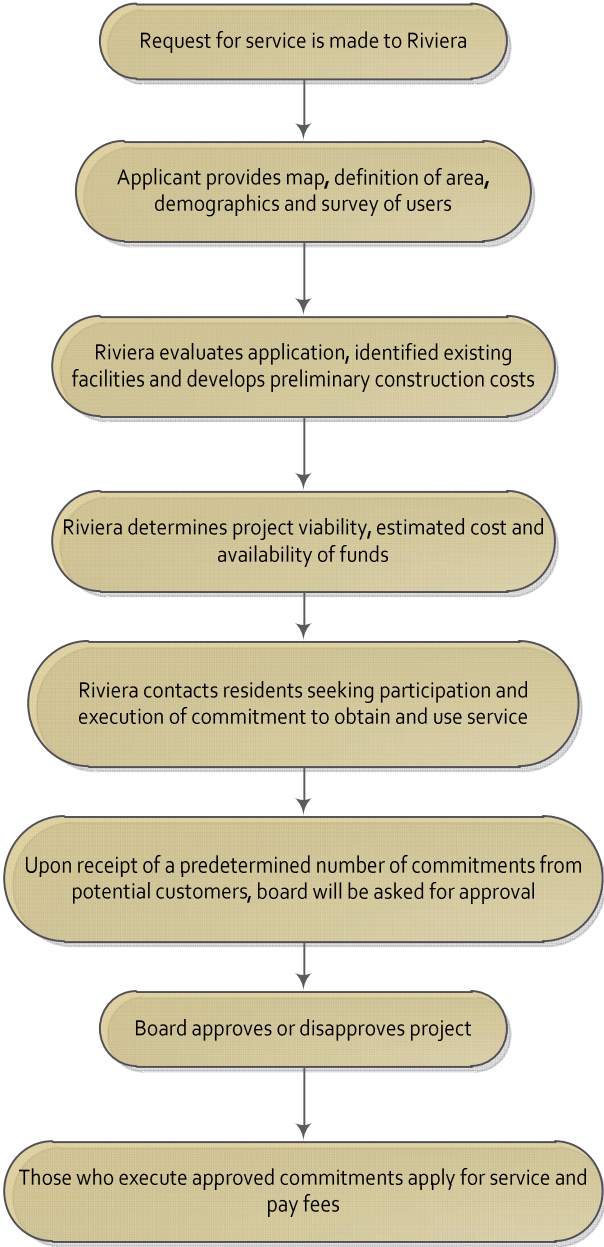 Request for service is made to Riviera
Applicant provides map, definition of area,
demographics and survey of users
Riviera evaluates application, identified existing
facilities and develops preliminary construction costs
Riviera determines project viability, estimated cost and
availability of funds
Riviera contacts residents seeking participation and
execution of commitment to obtain and use service
Upon receipt of a predetermined number of commitments from
potential customers, board will be asked for approval
Board approves or disapproves project
Those who execute approved commitments apply for service and
pay fees